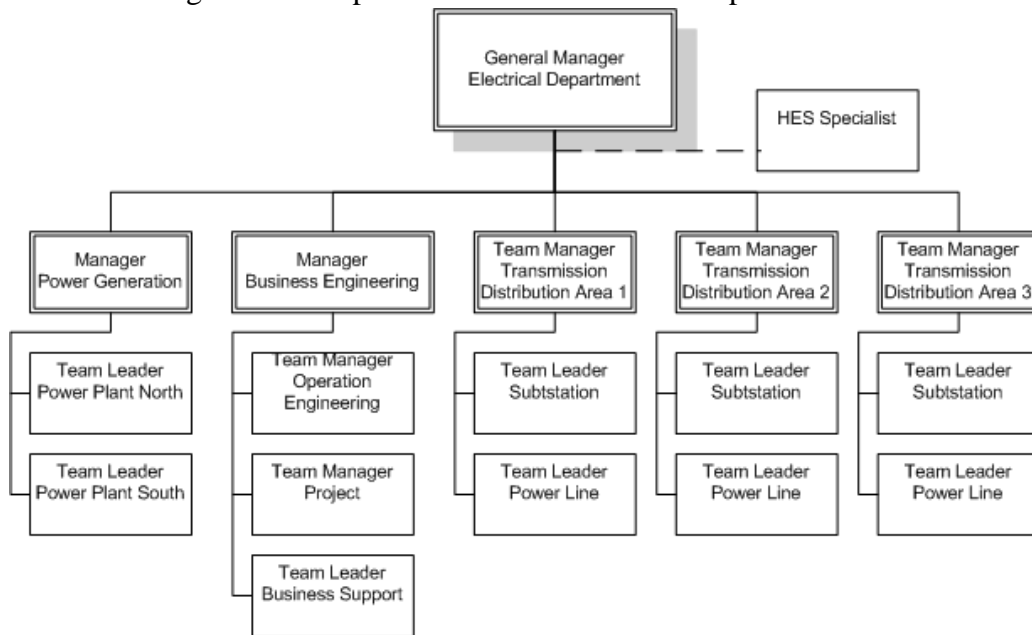 General Manager
Electrical Department
HES Specialist
Manager
Power Generation
Manager
Business Engineering
Team Manager
Transmission
Distribution Area 1
Team Manager
Transmission
Distribution Area 2
Team Manager
Transmission
Distribution Area 3
Team Leader
Power Plant North
Team Manager
Operation
Engineering
Team Leader
Subtstation
Team Leader
Subtstation
Team Leader
Subtstation
Team Leader
Power Plant South
Team Manager
Project
Team Leader
Power Line
Team Leader
Power Line
Team Leader
Power Line
Team Leader
Business Support